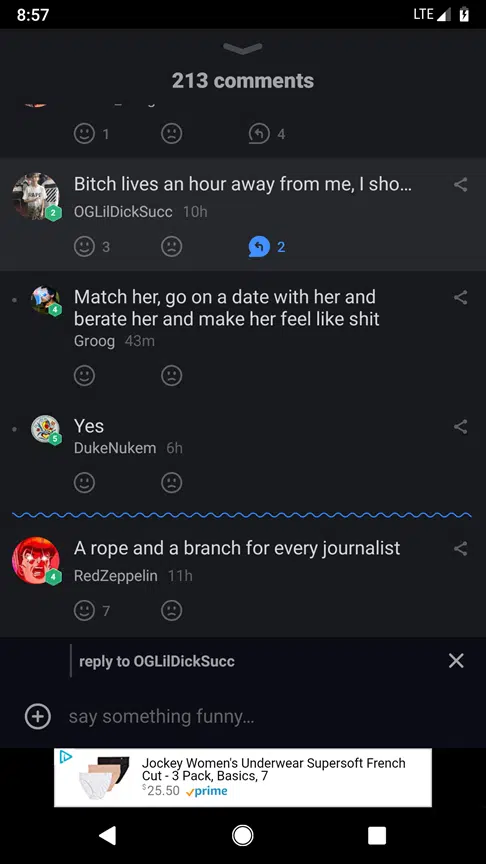 8:57
LTE
213 comments
1
4
Bitch lives an hour away from me, I sho...
2
OGLilDickSucc 10h
3
2
Match her, go on a date with her and
4
berate her and make her feel like shit
Groog 43m
Yes
5
DukeNukem 6h
A rope and a branch for every journalist
4
RedZeppelin 11h
7
reply to OGLilDickSucc
say something funny...
Jockey Women's Underwear Supersoft French
Cut - 3 Pack, Basics, 7
$25.50 prime